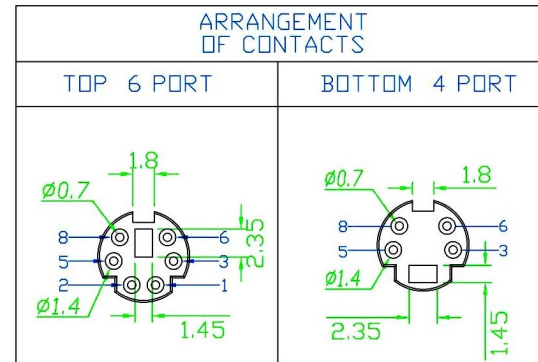 ARRANGEMENT
OF CONTACTS
TOP 6 PORT
BOTTOM 4 PORT
1.8
Ø0.7
8
6
2.35
5
3
Ø1.4
2
1
1.45
1.8
Ø0.7
8
6
5
3
Ø1.4
2.35
1.45